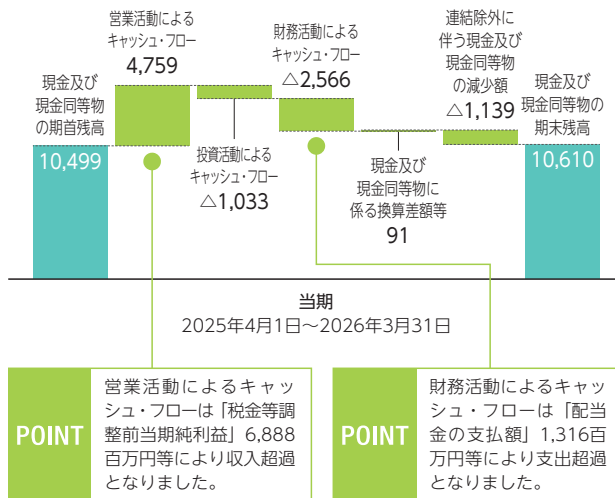 営業活動による
キャッシュ・フロー
4,759
財務活動による
キャッシュ・フロー
△2,566
連結除外に
伴う現金及び
現金同等物
の減少額
△1,139
現金及び
現金同等物
の期首残高
10,499
現金及び
現金同等物の
期末残高
10,610
投資活動による
キャッシュ・フロー
△1,033
現金及び
現金同等物に
係る換算差額等
91
当期
2025年4月1日～2026年3月31日
POINT
営業活動によるキャッ
シュ・フローは「税金等調
整前当期純利益」6,888
百万円等により収入超過
となりました。
POINT
財務活動によるキャッ
シュ・フローは「配当
金の支払額」1,316百
万円等により支出超過
となりました。